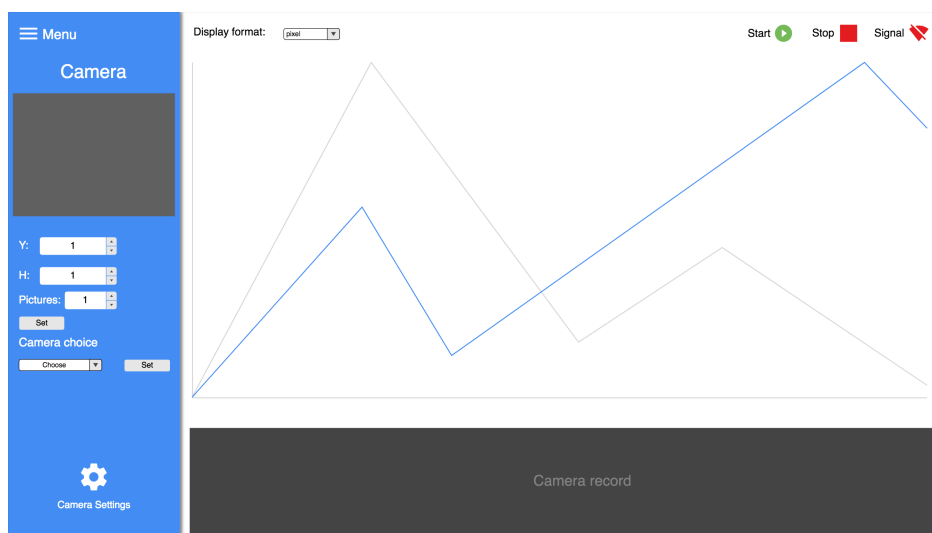 Menu
Camera
Y: 1
H: 1
Pictures: 1
Set
Camera choice
Choose Set
Camera Settings
Display format: pixel Start Stop Signal
Camera record